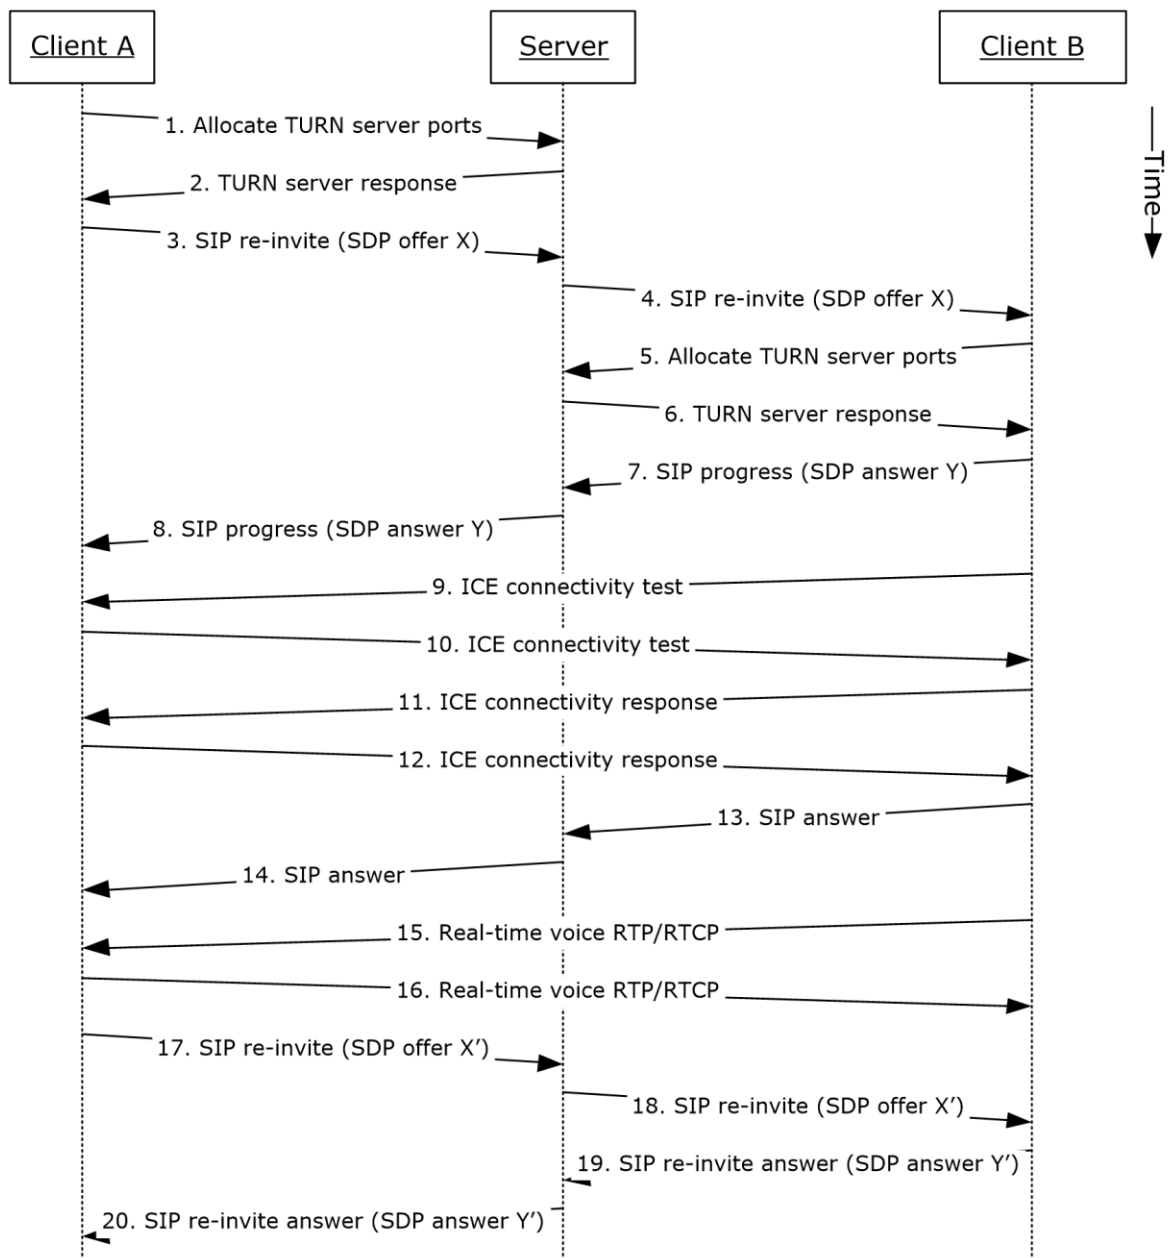 Client A
Server
Client B
Time
1. Allocate TURN server ports
2. TURN server response
3. SIP re-invite (SDP offer X)
4. SIP re-invite (SDP offer X)
5. Allocate TURN server ports
6. TURN server response
7. SIP progress (SDP answer Y)
8. SIP progress (SDP answer Y)
9. ICE connectivity test
10. ICE connectivity test
11. ICE connectivity response
12. ICE connectivity response
13. SIP answer
14. SIP answer
15. Real-time voice RTP/RTCP
16. Real-time voice RTP/RTCP
17. SIP re-invite (SDP offer X’)
18. SIP re-invite (SDP offer X’)
19. SIP re-invite answer (SDP answer Y’)
20. SIP re-invite answer (SDP answer Y’)